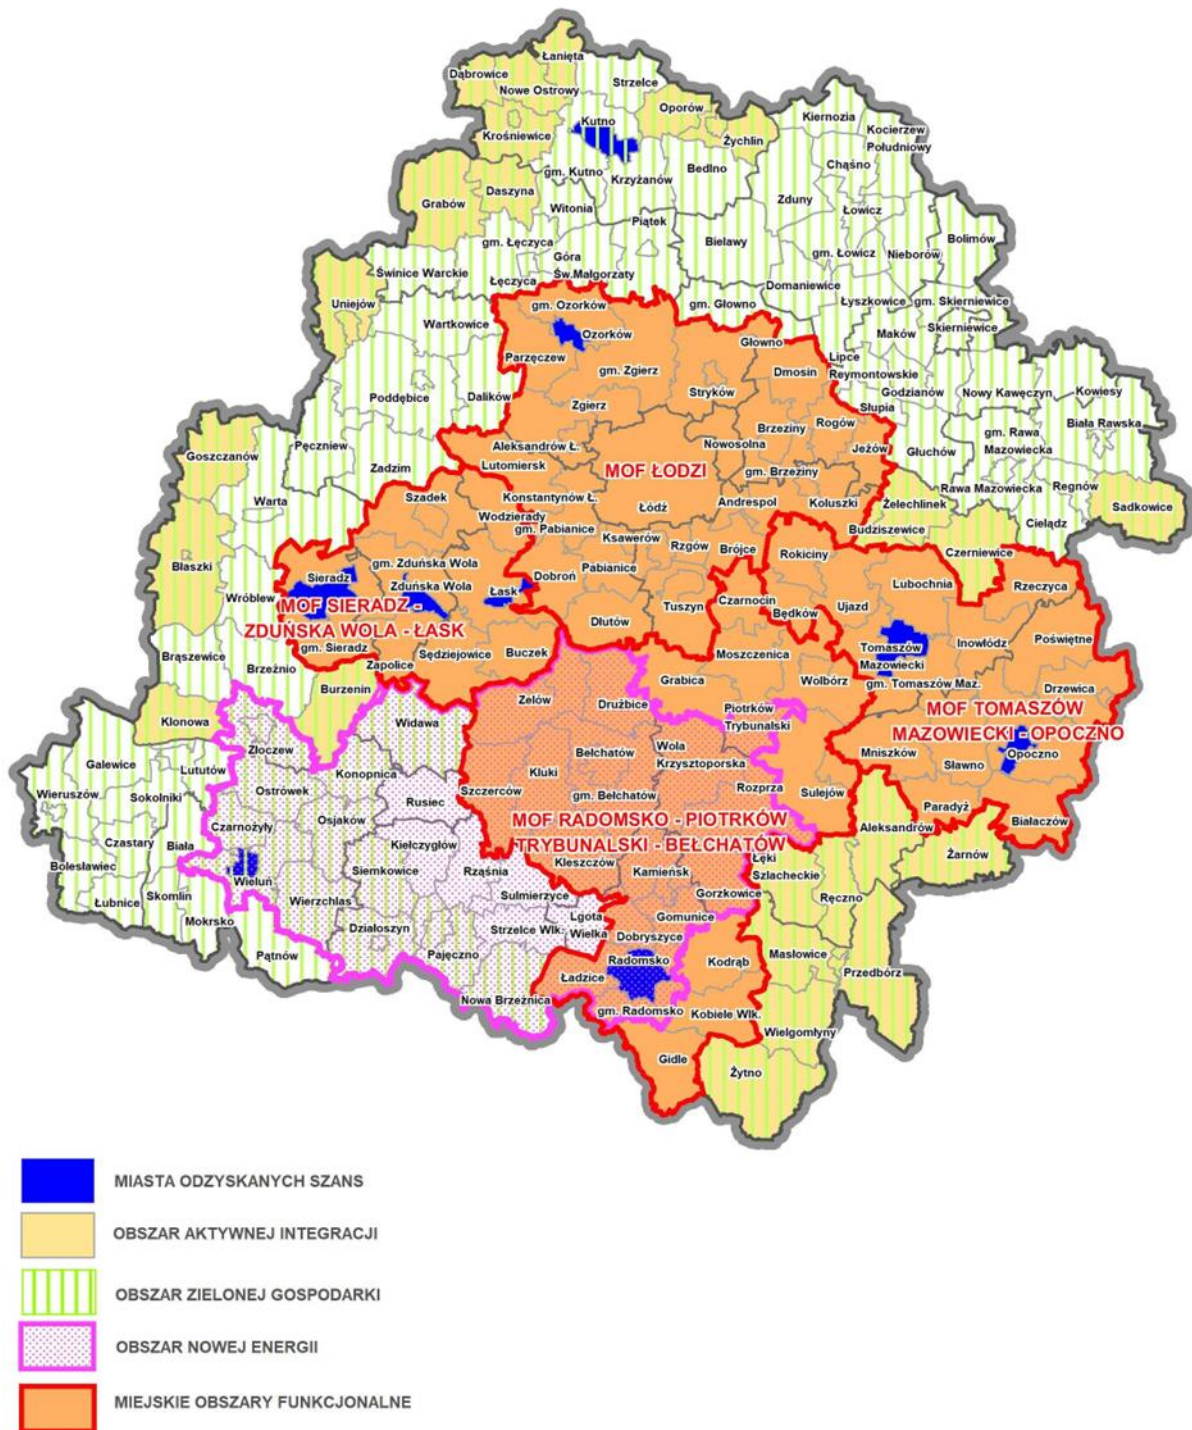 Łanięta
Dąbrowice
Nowe Ostrowy
Strzelce
Oporów
Krośniewice
Kutno
Żychlin
Kiernozia
Kocierzew
Południowy
gm. Kutno
Krzyżanów
Bedlno
Chąśno
Grabów
Daszyna
Witonia
Piątek
Zduny
Łowicz
gm. Łęczyca
Góra
Św.Małgorzaty
Bielawy
gm. Łowicz
Nieborów
Bolimów
Świnice Warckie
Łęczyca
Domaniewice
Uniejów
gm. Ozorków
gm. Głowno
Łyszkowice
gm. Skierniewice
Wartkowice
Ozorków
Maków
Skierniewice
Parzęczew
gm. Zgierz
Głowno
Dmosin
Lipce
Reymontowskie
Godzianów
Nowy Kawęczyn
Kowiesy
Poddębice
Dalików
Zgierz
Stryków
Słupia
Biała Rawska
Pęczniew
Aleksandrów Ł.
Nowosolna
Brzeziny
Rogów
Jeżów
Głuchów
gm. Rawa
Mazowiecka
Goszczanów
Zadzim
Lutomiersk
MOF ŁODZI
gm. Brzeziny
Rawa Mazowiecka
Regnów
Warta
Szadek
Konstantynów Ł.
Łódź
Andrespol
Koluszki
Żelechlinek
Sadkowice
Wodzierady
gm. Pabianice
Ksawerów
Rzgów
Brójce
Budziszewice
Cielądz
Błaszki
Sieradz
gm. Zduńska Wola
Zduńska Wola
Łask
Dobroń
Pabianice
Rokiciny
Czerniewice
Lubochnia
Rzeczyca
Wróblew
MOF SIERADZ -
ZDUŃSKA WOLA - ŁASK
Tuszyn
Czarnocin
Będków
Ujazd
Inowłódz
Poświętne
Dłutów
gm. Sieradz
Sędziejowice
Buczek
Moszczenica
Tomaszów
Mazowiecki
Brąszewice
Brzeźnio
Zapolice
Grabica
Wolbórz
gm. Tomaszów Maz.
Drzewica
Burzenin
Zelów
Drużbice
Piotrków
Trybunalski
MOF TOMASZÓW
MAZOWIECKI - OPOCZNO
Klonowa
Widawa
Wola
Krzysztoporska
Mniszków
Sławno
Opoczno
Złoczew
Bełchatów
Galewice
Lututów
Konopnica
Kluki
Szczerców
gm. Bełchatów
Rozprza
Sulejów
Wieruszów
Sokolniki
Ostrówek
Rusiec
Paradyż
Białaczów
Czarnożyły
Osjaków
MOF RADOMSKO - PIOTRKÓW
TRYBUNALSKI - BEŁCHATÓW
Aleksandrów
Czastary
Biała
Kiełczygłów
Żarnów
Bolesławiec
Wieluń
Siemkowice
Rząśnia
Kleszczów
Kamieńsk
Łęki
Szlacheckie
Skomlin
Wierzchlas
Sulmierzyce
Gorzkowice
Ręczno
Łubnice
Mokrsko
Działoszyn
Strzelce Wlk.
Lgota
Wielka
Gomunice
Dobryszyce
Pątnów
Pajęczno
Radomsko
Kodrąb
Masłowice
Przedbórz
Nowa Brzeźnica
Ładzice
gm. Radomsko
Kobiele Wlk.
Wielgomłyny
Gidle
Żytno
MIASTA ODZYSKANYCH SZANS
OBSZAR AKTYWNEJ INTEGRACJI
OBSZAR ZIELONEJ GOSPODARKI
OBSZAR NOWEJ ENERGII
MIEJSKIE OBSZARY FUNKCJONALNE